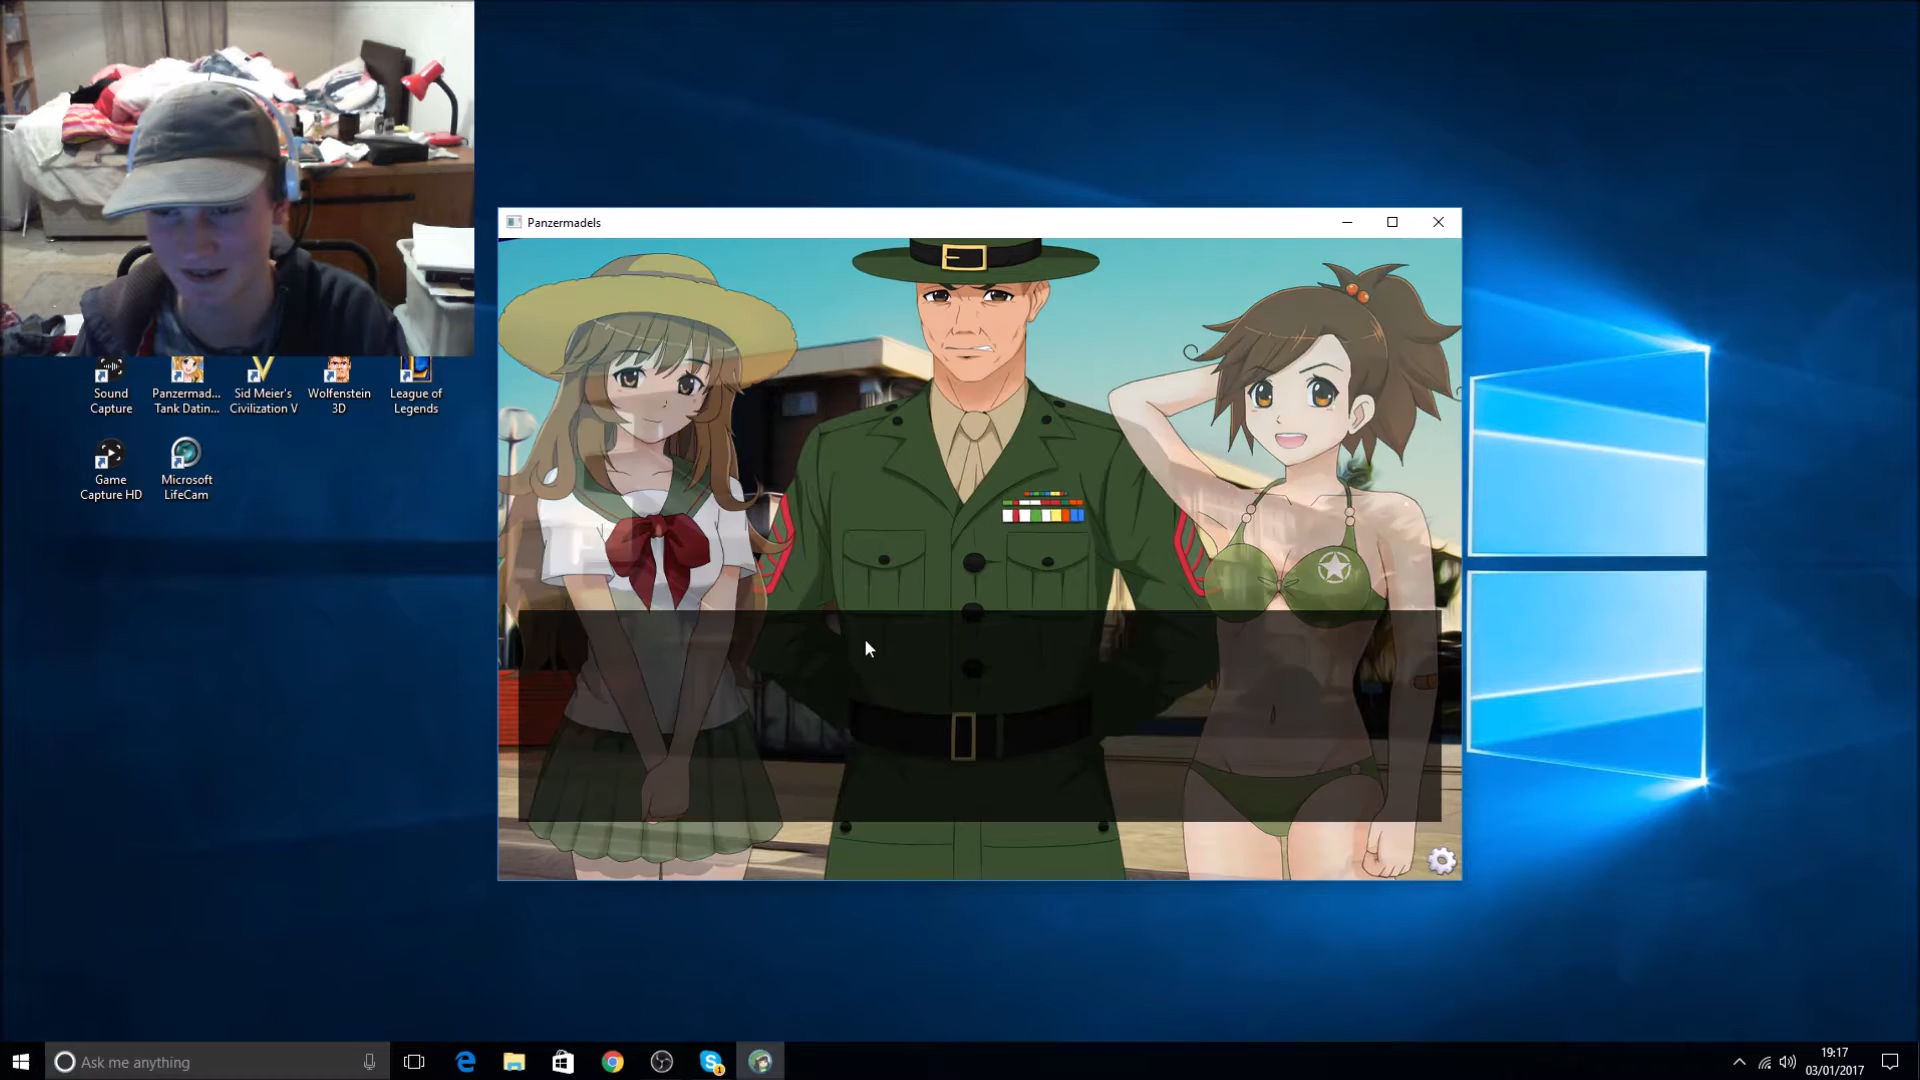 Panzermadels
Sound
Capture
Panzermad...
Tank Datin...
Sid Meier's
Civilization V
Wolfenstein
3D
League of
Legends
Game
Capture HD
Microsoft
LifeCam
Ask me anything
1
19:17
03/01/2017